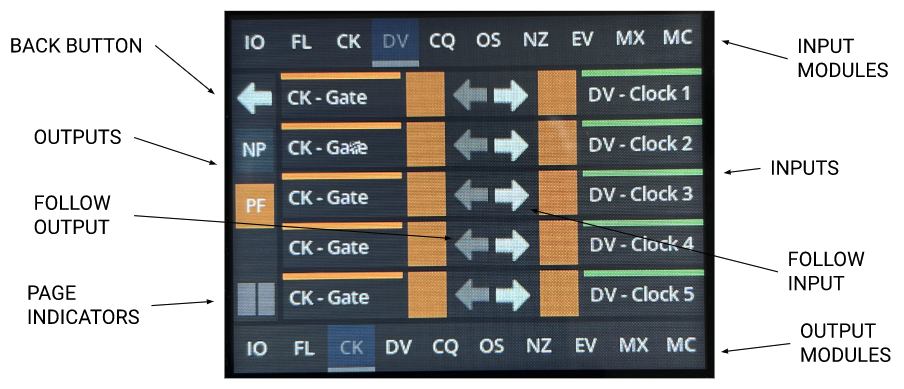 IO FL CK DV CQ OS NZ EV MX MC
BACK BUTTON
INPUT
MODULES
CK - Gate DV - Clock 1
OUTPUTS
NP CK - Gate DV - Clock 2
INPUTS
PF CK - Gate DV - Clock 3
FOLLOW
OUTPUT
CK - Gate DV - Clock 4
FOLLOW
INPUT
PAGE
INDICATORS
CK - Gate DV - Clock 5
OUTPUT
MODULES
IO FL CK DV CQ OS NZ EV MX MC